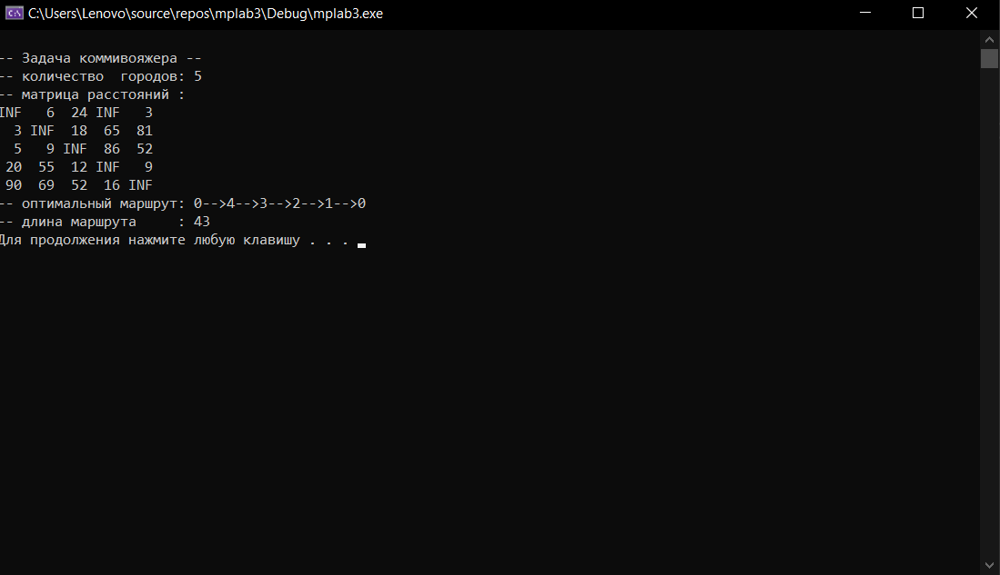 C:\Users\Lenovo\source\repos\mplab3\Debug\mplab3.exe
-- Задача коммивояжера --
-- количество  городов: 5
-- матрица расстояний :
INF   6  24 INF   3
  3 INF  18  65  81
  5   9 INF  86  52
 20  55  12 INF   9
 90  69  52  16 INF
-- оптимальный маршрут: 0-->4-->3-->2-->1-->0
-- длина маршрута     : 43
Для продолжения нажмите любую клавишу . . .